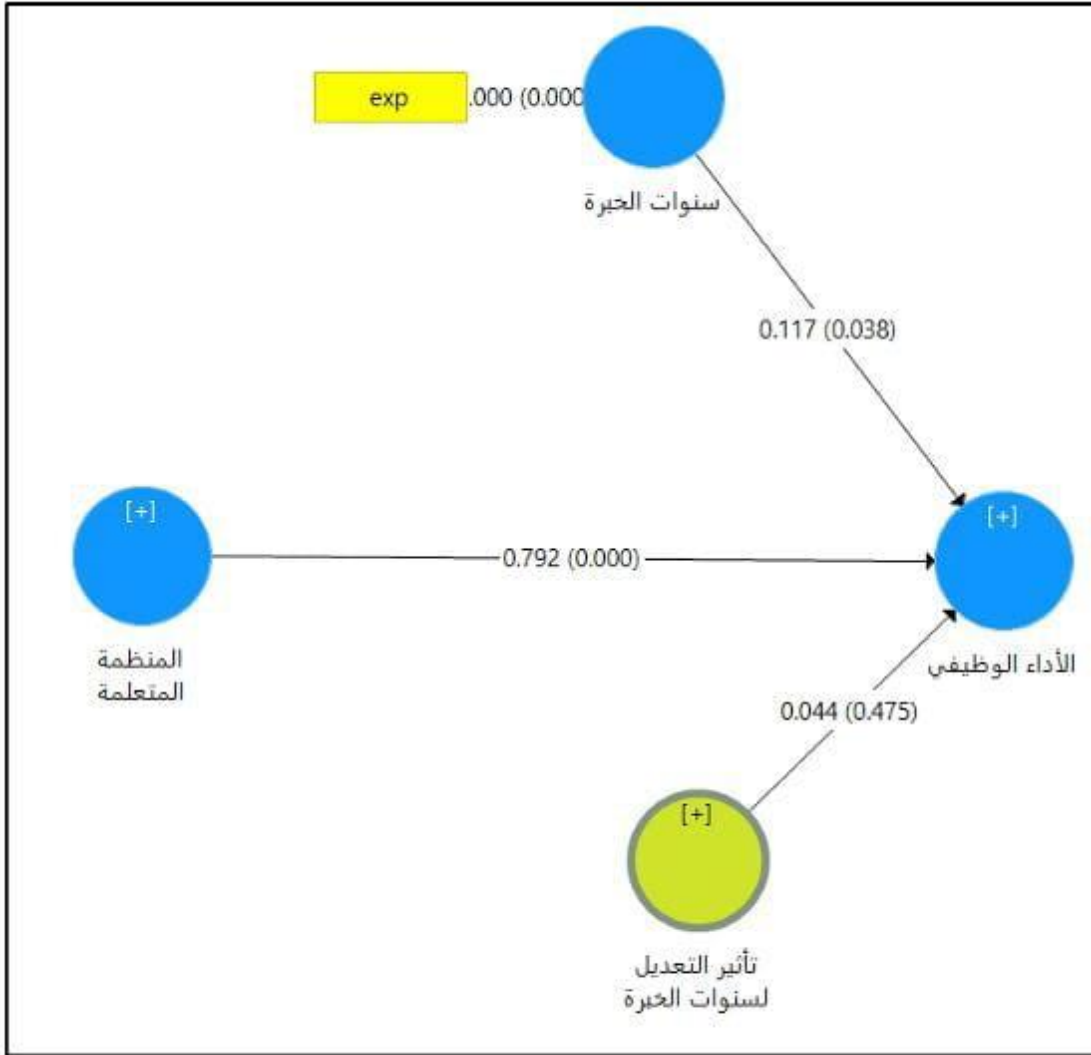 exp
.000 (0.000
سنوات الخبرة
0.117 (0.038)
[+]
[+]
0.792 (0.000)
المنظمة
المتعلمة
الأداء الوظيفي
0.044 (0.475)
[+]
تأثير التعديل
لسنوات الخبرة